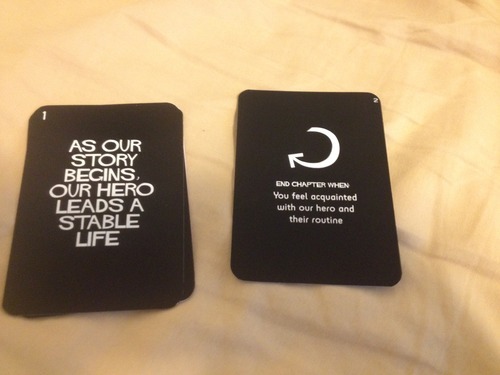 1
AS OUR
STORY
BEGINS,
OUR HERO
LEADS A
STABLE
LIFE
2
END CHAPTER WHEN:
You feel acquainted
with our hero and
their routine